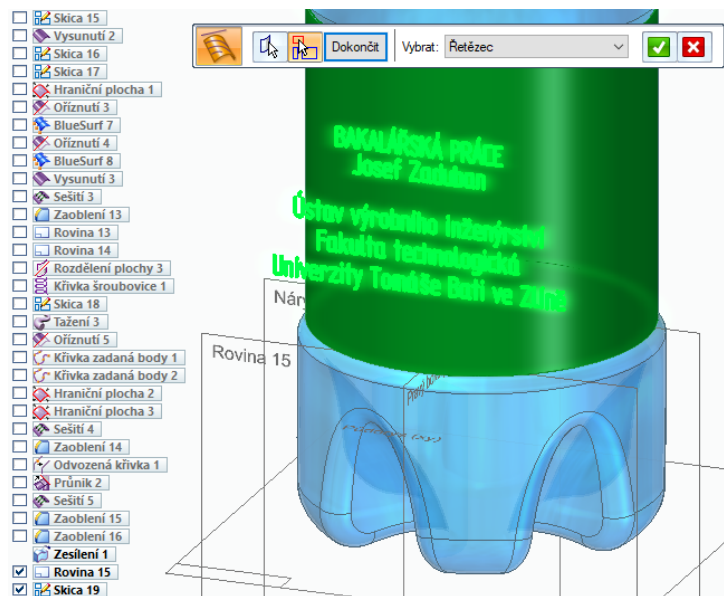 Skica 15
Vysunutí 2
Skica 16
Skica 17
Hraniční plocha 1
Oříznutí 3
BlueSurf 7
Oříznutí 4
BlueSurf 8
Vysunutí 3
Sešití 3
Zaoblení 13
Rovina 13
Rovina 14
Rozdělení plochy 3
Křivka šroubovice 1
Skica 18
Tažení 3
Oříznutí 5
Křivka zadaná body 1
Křivka zadaná body 2
Hraniční plocha 2
Hraniční plocha 3
Sešití 4
Zaoblení 14
Odvozená křivka 1
Průnik 2
Sešití 5
Zaoblení 15
Zaoblení 16
Zesílení 1
Rovina 15
Skica 19
Dokončit Vybrat: Řetězec
BAKALÁŘSKÁ PRÁCE
Josef Zaduban
Ústav výrobního inženýrství
Fakulta technologická
Univerzity Tomáše Bati ve Zlíně
Rovina 15